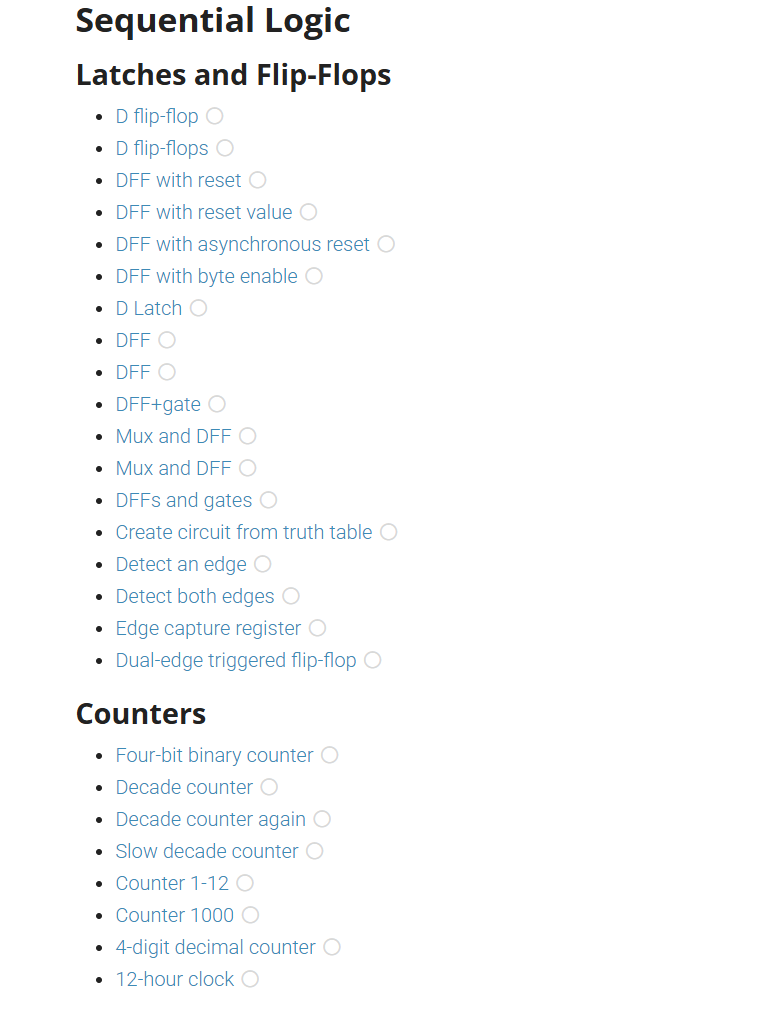 Sequential Logic
Latches and Flip-Flops
D flip-flop
D flip-flops
DFF with reset
DFF with reset value
DFF with asynchronous reset
DFF with byte enable
D Latch
DFF
DFF
DFF+gate
Mux and DFF
Mux and DFF
DFFs and gates
Create circuit from truth table
Detect an edge
Detect both edges
Edge capture register
Dual-edge triggered flip-flop
Counters
Four-bit binary counter
Decade counter
Decade counter again
Slow decade counter
Counter 1-12
Counter 1000
4-digit decimal counter
12-hour clock